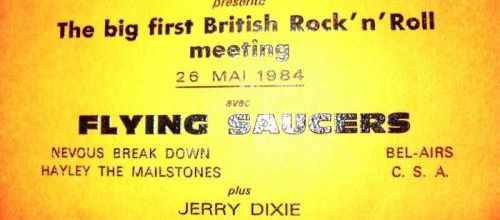 presente
The big first British Rock'n'Roll
meeting
26 MAI 1984
avec
FLYING SAUCERS
NEVOUS BREAK DOWN BEL-AIRS
HAYLEY THE MAILSTONES C. S. A.
plus
JERRY DIXIE